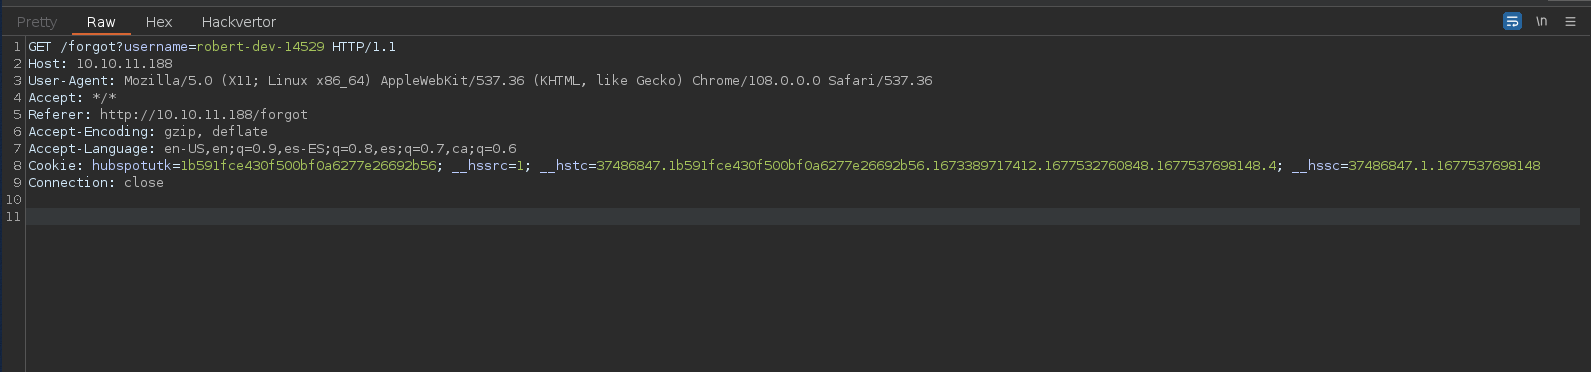 Pretty Raw Hex Hackvertor \n ≡
1 GET /forgot?username=robert-dev-14529 HTTP/1.1
2 Host: 10.10.11.188
3 User-Agent: Mozilla/5.0 (X11; Linux x86_64) AppleWebKit/537.36 (KHTML, like Gecko) Chrome/108.0.0.0 Safari/537.36
4 Accept: */*
5 Referer: http://10.10.11.188/forgot
6 Accept-Encoding: gzip, deflate
7 Accept-Language: en-US,en;q=0.9,es-ES;q=0.8,es;q=0.7,ca;q=0.6
8 Cookie: hubspotutk=1b591fce430f500bf0a6277e26692b56; __hssrc=1; __hstc=37486847.1b591fce430f500bf0a6277e26692b56.1673389717412.1677532760848.1677537698148.4; __hssc=37486847.1.1677537698148
9 Connection: close
10
11